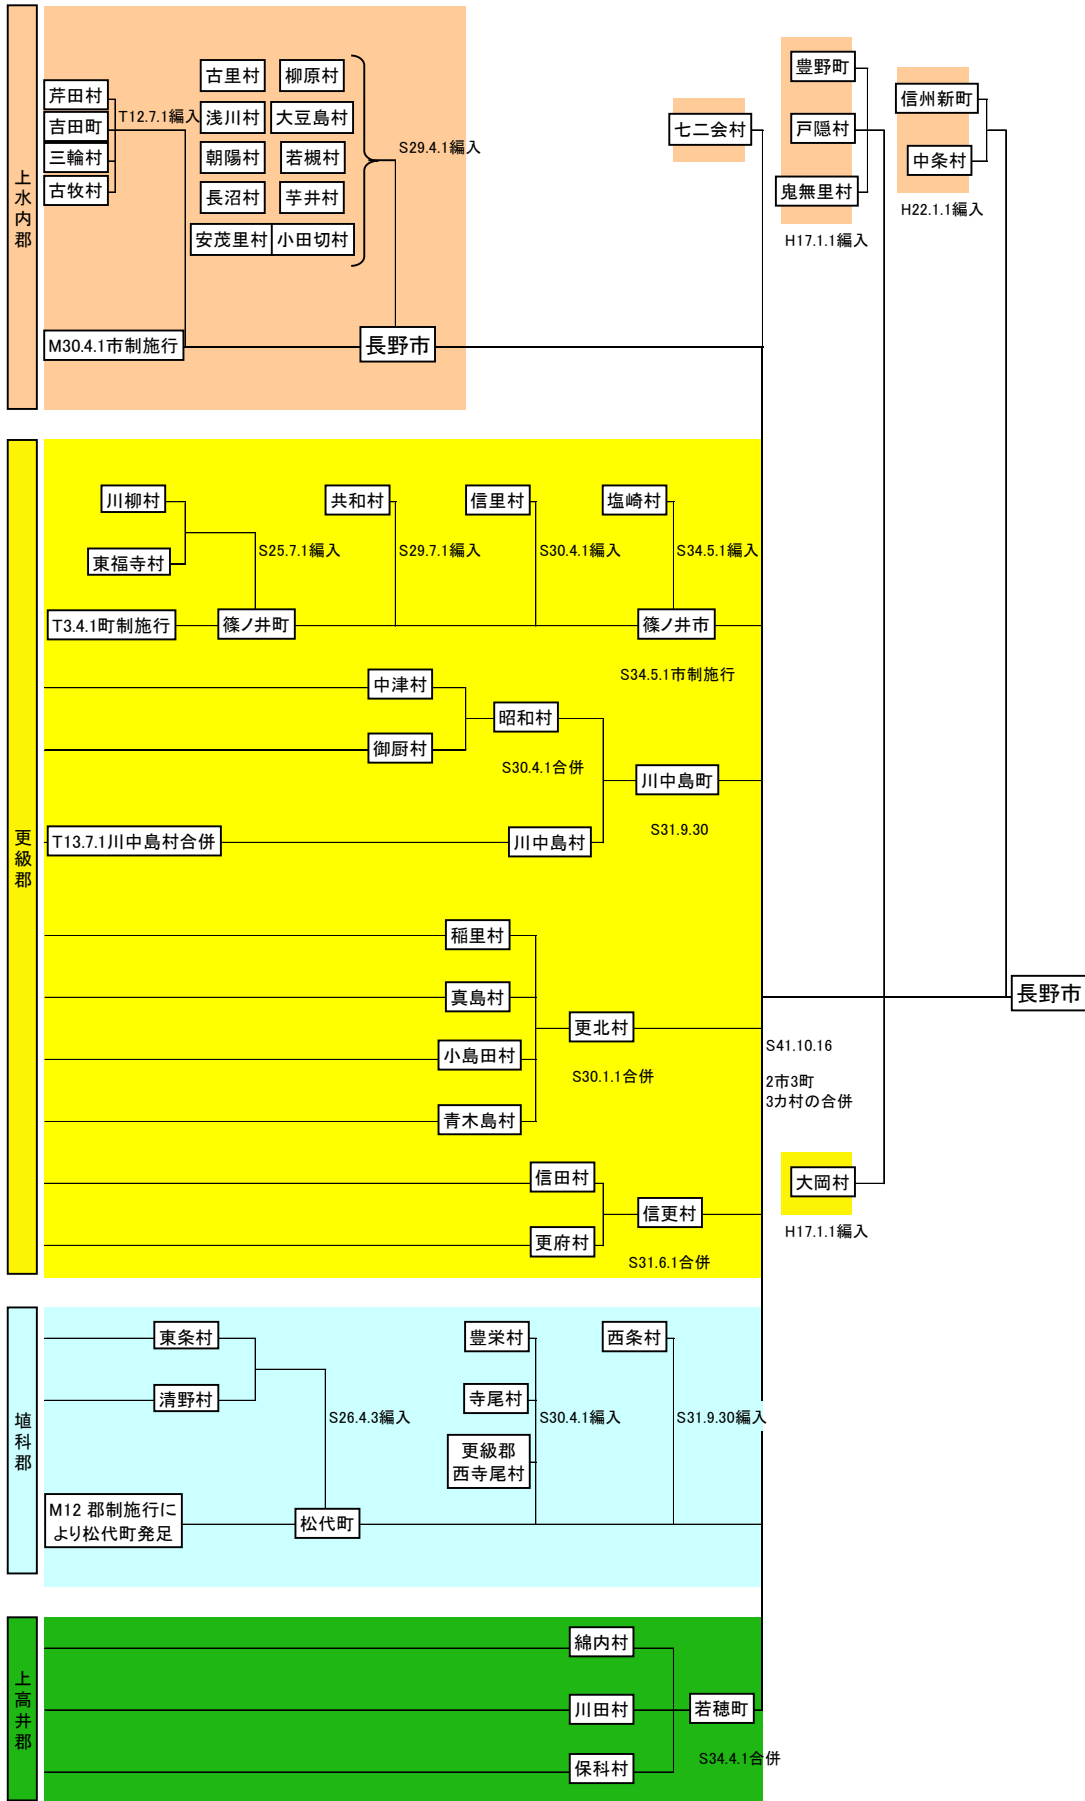 上水内郡
芹田村
吉田町
三輪村
古牧村
T12.7.1編入
古里村
柳原村
浅川村
大豆島村
朝陽村
若槻村
長沼村
芋井村
安茂里村
小田切村
S29.4.1編入
M30.4.1市制施行
長野市
七二会村
豊野町
戸隠村
鬼無里村
H17.1.1編入
信州新町
中条村
H22.1.1編入
更級郡
川柳村
東福寺村
S25.7.1編入
共和村
S29.7.1編入
信里村
S30.4.1編入
塩崎村
S34.5.1編入
T3.4.1町制施行
篠ノ井町
篠ノ井市
S34.5.1市制施行
中津村
御厨村
昭和村
S30.4.1合併
川中島町
S31.9.30
T13.7.1川中島村合併
川中島村
稲里村
真島村
小島田村
青木島村
更北村
S30.1.1合併
信田村
更府村
信更村
S31.6.1合併
長野市
S41.10.16
2市3町
3カ村の合併
大岡村
H17.1.1編入
埴科郡
東条村
清野村
S26.4.3編入
豊栄村
寺尾村
更級郡
西寺尾村
S30.4.1編入
西条村
S31.9.30編入
M12 郡制施行に
より松代町発足
松代町
上高井郡
綿内村
川田村
保科村
若穂町
S34.4.1合併